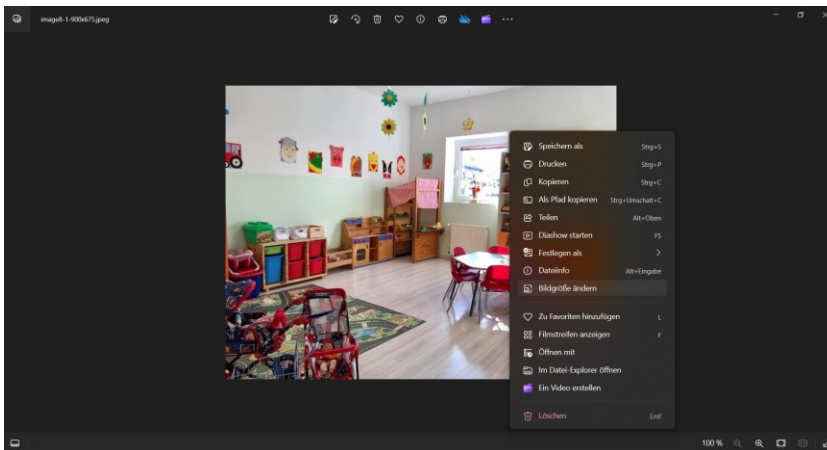 image8-1-900x675.jpeg
Speichern als Strg+S
Drucken Strg+P
Kopieren Strg+C
Als Pfad kopieren Strg+Umschalt+C
Teilen Alt+Oben
Diashow starten F5
Festlegen als
Dateiinfo Alt+Eingabe
Bildgröße ändern
Zu Favoriten hinzufügen L
Filmstreifen anzeigen F
Öffnen mit
Im Datei-Explorer öffnen
Ein Video erstellen
Löschen Entf
100 %